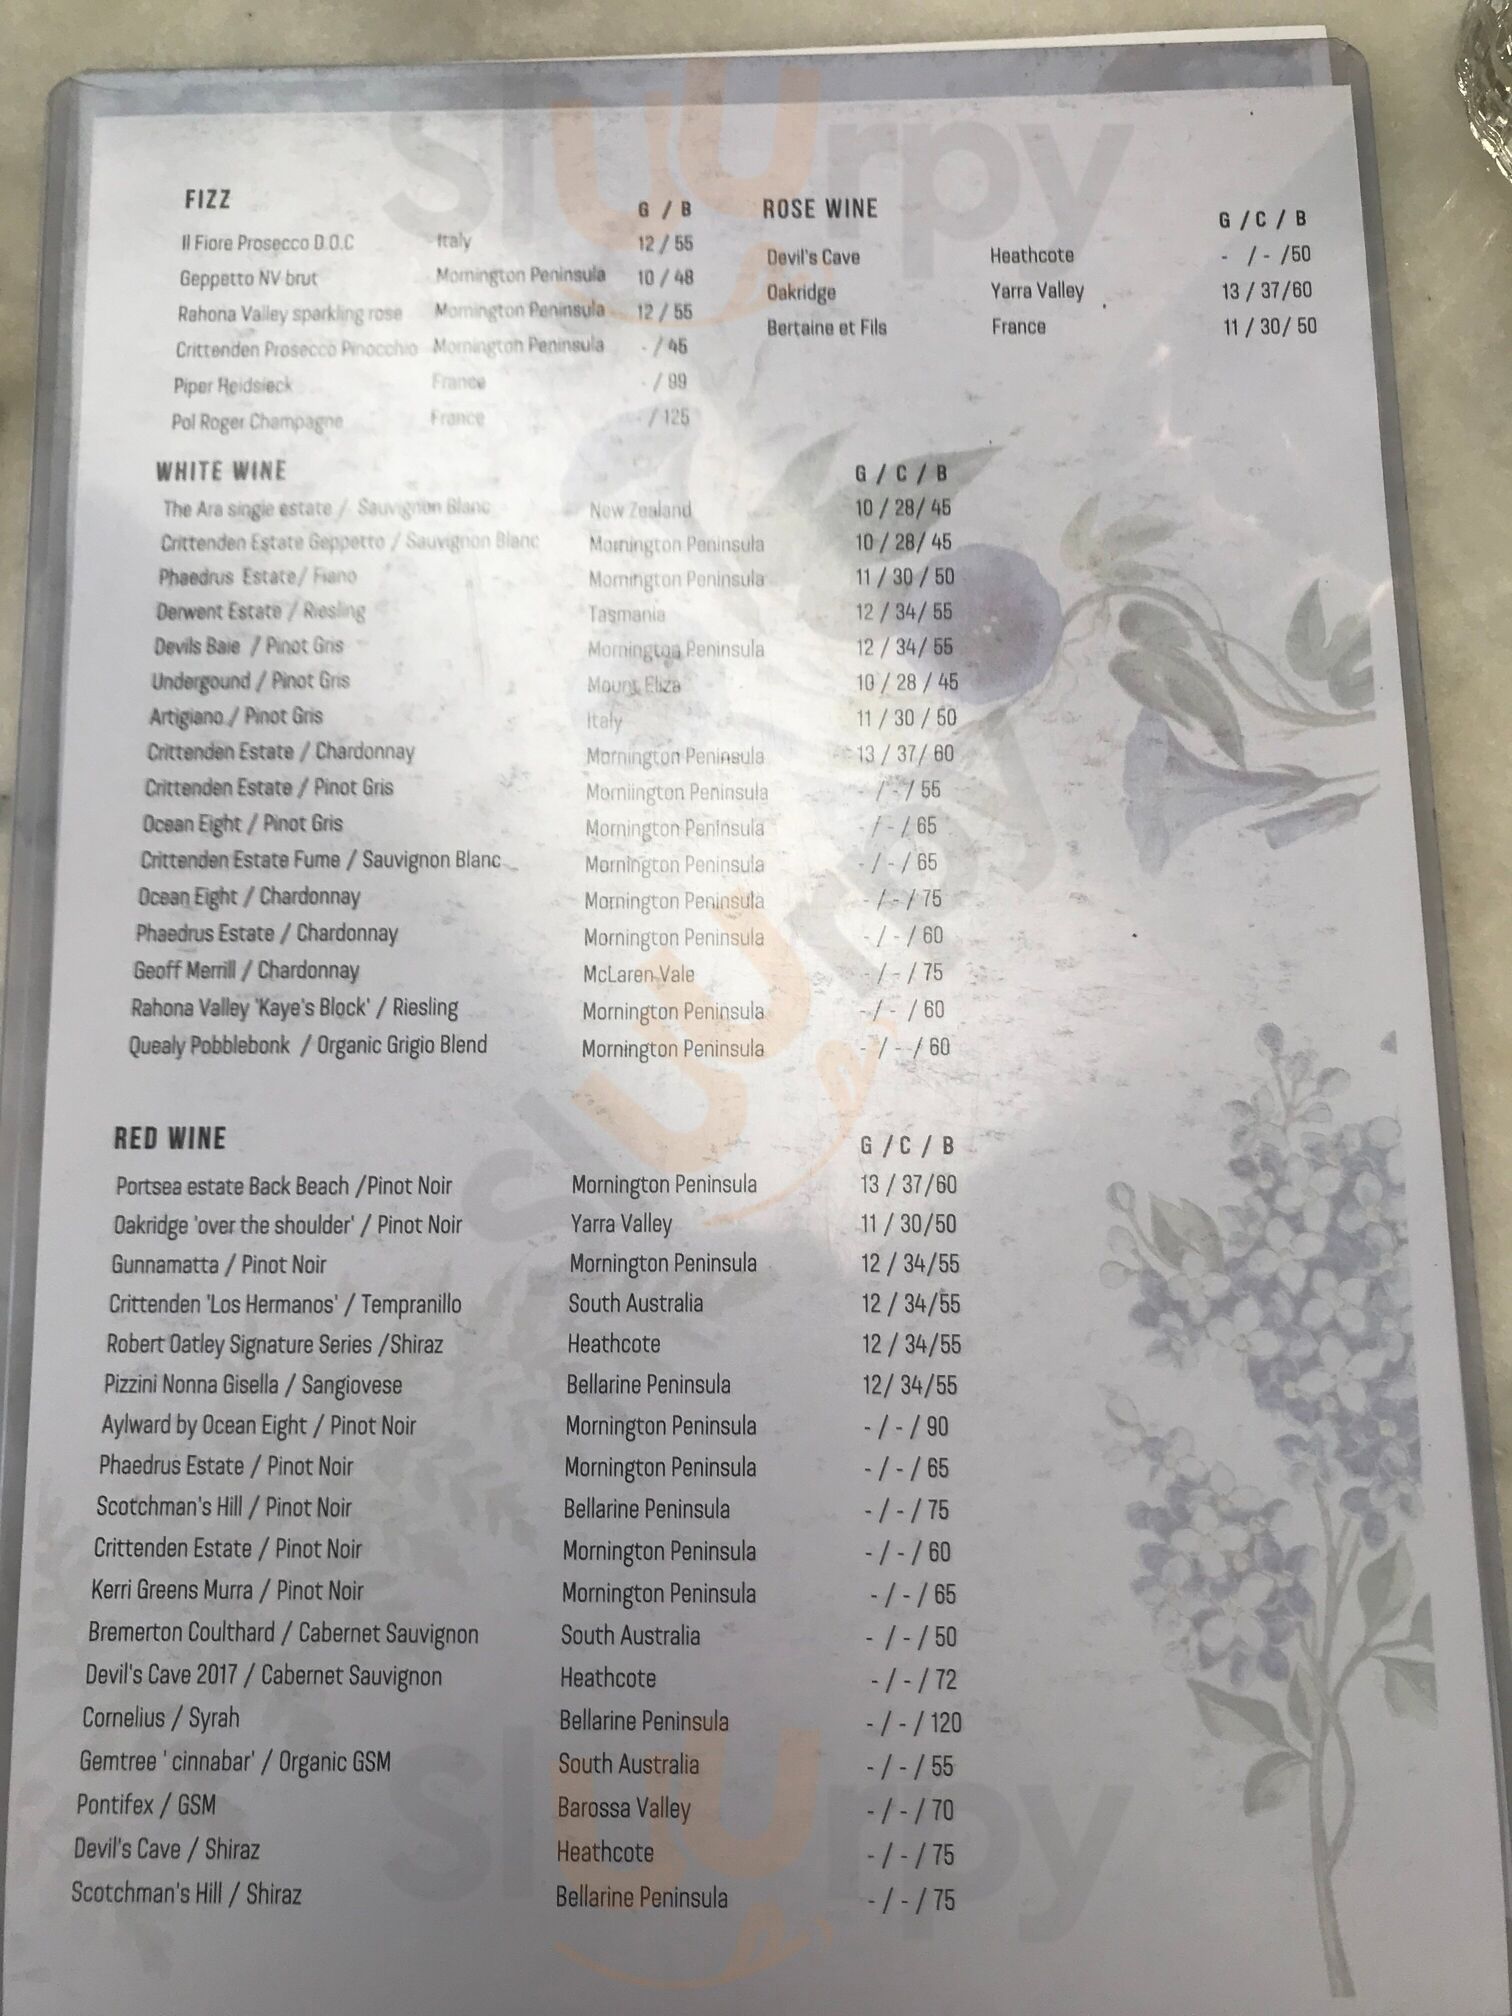 FIZZ
G / B
Il Fiore Prosecco D.O.C Italy 12 / 55
Geppetto NV brut Mornington Peninsula 10 / 48
Rahona Valley sparkling rose Mornington Peninsula 12 / 55
Crittenden Prosecco Pinocchio Mornington Peninsula - / 45
Piper Heidsieck France - / 99
Pol Roger Champagne France - / 125
ROSE WINE
G / C / B
Devil's Cave Heathcote - / - /50
Oakridge Yarra Valley 13 / 37/60
Bertaine et Fils France 11 / 30/ 50
WHITE WINE G / C / B
The Ara single estate / Sauvignon Blanc New Zealand 10 / 28/ 45
Crittenden Estate Geppetto / Sauvignon Blanc Mornington Peninsula 10 / 28/ 45
Phaedrus Estate/ Fiano Mornington Peninsula 11 / 30 / 50
Derwent Estate / Riesling Tasmania 12 / 34/ 55
Devils Baie / Pinot Gris Mornington Peninsula 12 / 34/ 55
Undergound / Pinot Gris Mount Eliza 10 / 28 / 45
Artigiano / Pinot Gris Italy 11 / 30 / 50
Crittenden Estate / Chardonnay Mornington Peninsula 13 / 37/ 60
Crittenden Estate / Pinot Gris Morniington Peninsula - / - / 55
Ocean Eight / Pinot Gris Mornington Peninsula - / - / 65
Crittenden Estate Fume / Sauvignon Blanc Mornington Peninsula - / - / 65
Ocean Eight / Chardonnay Mornington Peninsula - / - / 75
Phaedrus Estate / Chardonnay Mornington Peninsula - / - / 60
Geoff Merrill / Chardonnay McLaren Vale - / - / 75
Rahona Valley 'Kaye's Block' / Riesling Mornington Peninsula - / - / 60
Quealy Pobblebonk / Organic Grigio Blend Mornington Peninsula - / - / 60
RED WINE G / C / B
Portsea estate Back Beach /Pinot Noir Mornington Peninsula 13 / 37/60
Oakridge 'over the shoulder' / Pinot Noir Yarra Valley 11 / 30/50
Gunnamatta / Pinot Noir Mornington Peninsula 12 / 34/55
Crittenden 'Los Hermanos' / Tempranillo South Australia 12 / 34/55
Robert Oatley Signature Series /Shiraz Heathcote 12 / 34/55
Pizzini Nonna Gisella / Sangiovese Bellarine Peninsula 12/ 34/55
Aylward by Ocean Eight / Pinot Noir Mornington Peninsula - / - / 90
Phaedrus Estate / Pinot Noir Mornington Peninsula - / - / 65
Scotchman's Hill / Pinot Noir Bellarine Peninsula - / - / 75
Crittenden Estate / Pinot Noir Mornington Peninsula - / - / 60
Kerri Greens Murra / Pinot Noir Mornington Peninsula - / - / 65
Bremerton Coulthard / Cabernet Sauvignon South Australia - / - / 50
Devil's Cave 2017 / Cabernet Sauvignon Heathcote - / - / 72
Cornelius / Syrah Bellarine Peninsula - / - / 120
Gemtree ' cinnabar' / Organic GSM South Australia - / - / 55
Pontifex / GSM Barossa Valley - / - / 70
Devil's Cave / Shiraz Heathcote - / - / 75
Scotchman's Hill / Shiraz Bellarine Peninsula - / - / 75
Sluurpy
Sluurpy
Sluurpy